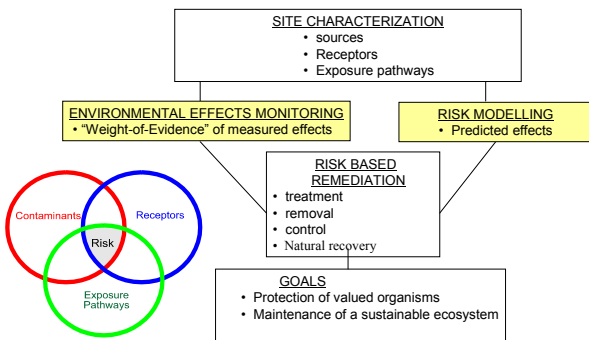 SITE CHARACTERIZATION
• sources
• Receptors
• Exposure pathways
ENVIRONMENTAL EFFECTS MONITORING
• “Weight-of-Evidence” of measured effects
RISK MODELLING
• Predicted effects
RISK BASED
REMEDIATION
• treatment
• removal
• control
• Natural recovery
Contaminants
Receptors
Risk
Exposure
Pathways
GOALS
• Protection of valued organisms
• Maintenance of a sustainable ecosystem